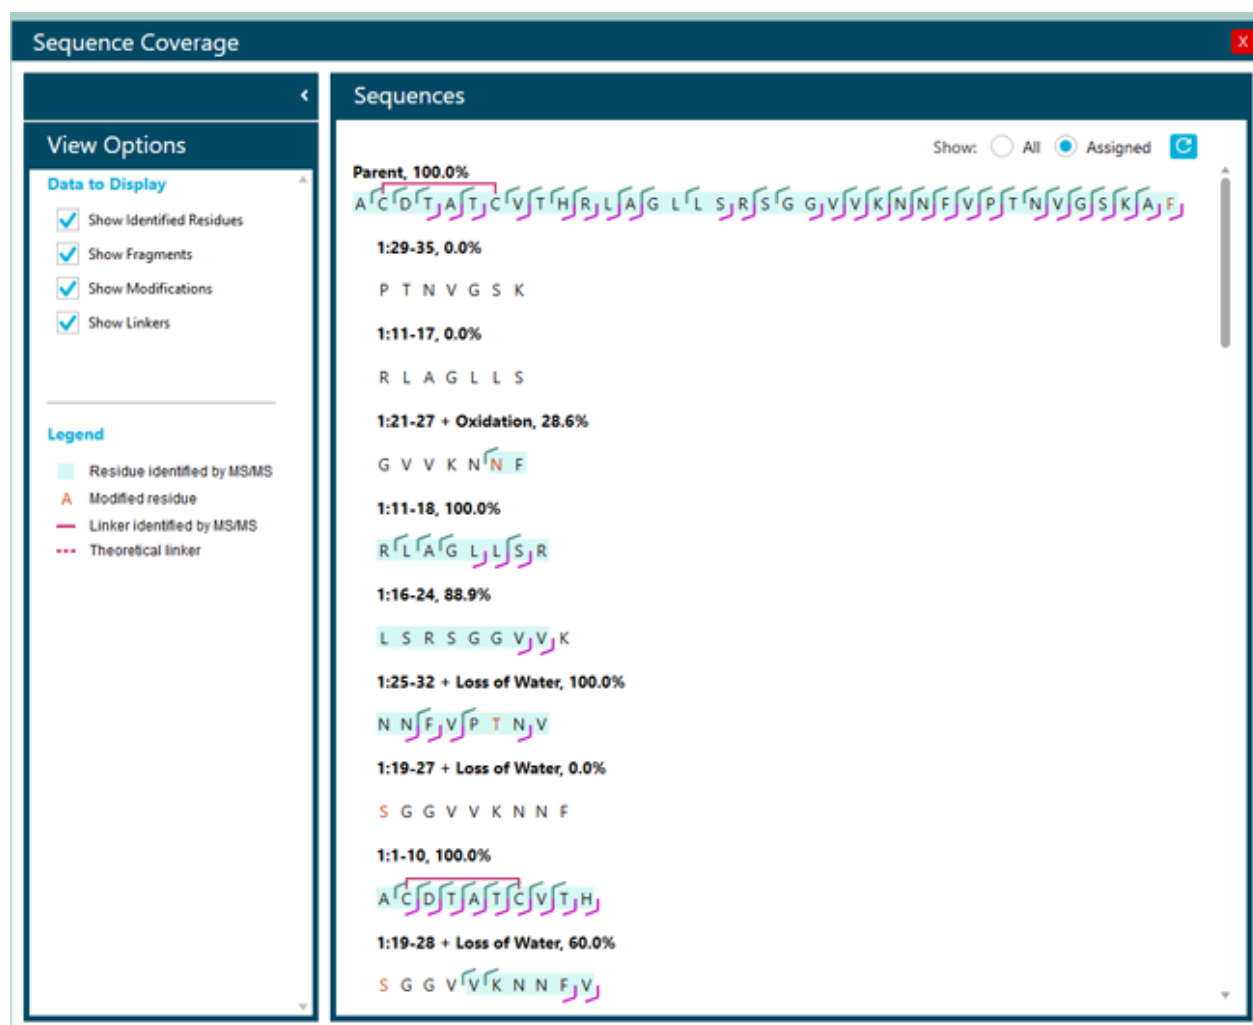 Sequence Coverage
X
View Options
Data to Display
Show Identified Residues
Show Fragments
Show Modifications
Show Linkers
Legend
Residue identified by MS/MS
A Modified residue
Linker identified by MS/MS
Theoretical linker
Sequences
Show: All Assigned
Parent, 100.0%
A C D T A T C V T H R L A G L L S R S G G V V K N N F V P T N V G S K A F
1:29-35, 0.0%
P T N V G S K
1:11-17, 0.0%
R L A G L L S
1:21-27 + Oxidation, 28.6%
G V V K N N F
1:11-18, 100.0%
R L A G L L S R
1:16-24, 88.9%
L S R S G G V V K
1:25-32 + Loss of Water, 100.0%
N N F V P T N V
1:19-27 + Loss of Water, 0.0%
S G G V V K N N F
1:1-10, 100.0%
A C D T A T C V T H
1:19-28 + Loss of Water, 60.0%
S G G V V K N N F V